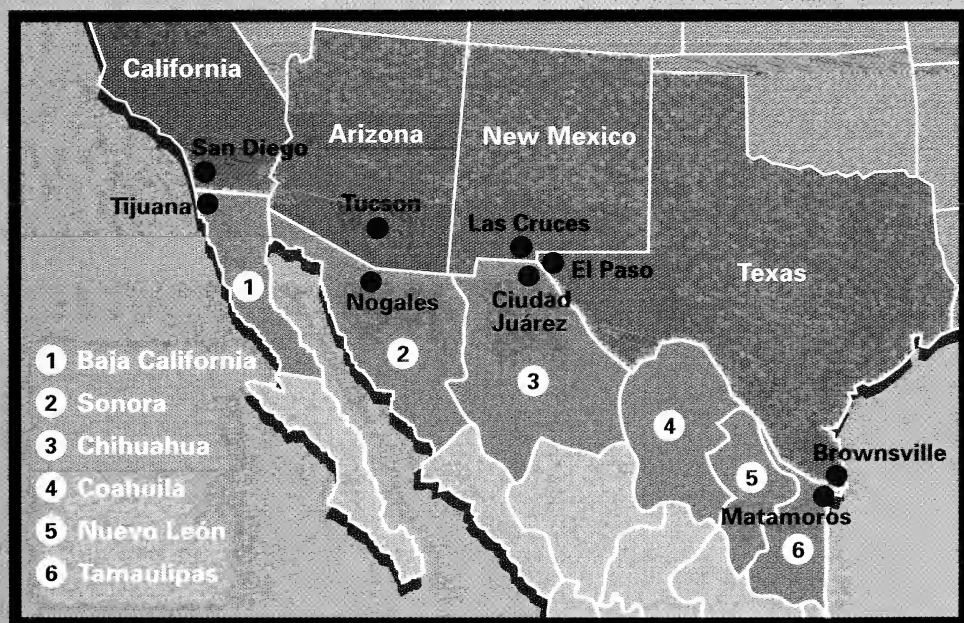 California
Arizona
New Mexico
San Diego
Tijuana
Tucson
Las Cruces
El Paso
Texas
Nogales
Ciudad
Juárez
1
2
3
4
5
6
Brownsville
Matamoros
1 Baja California
2 Sonora
3 Chihuahua
4 Coahuila
5 Nuevo León
6 Tamaulipas